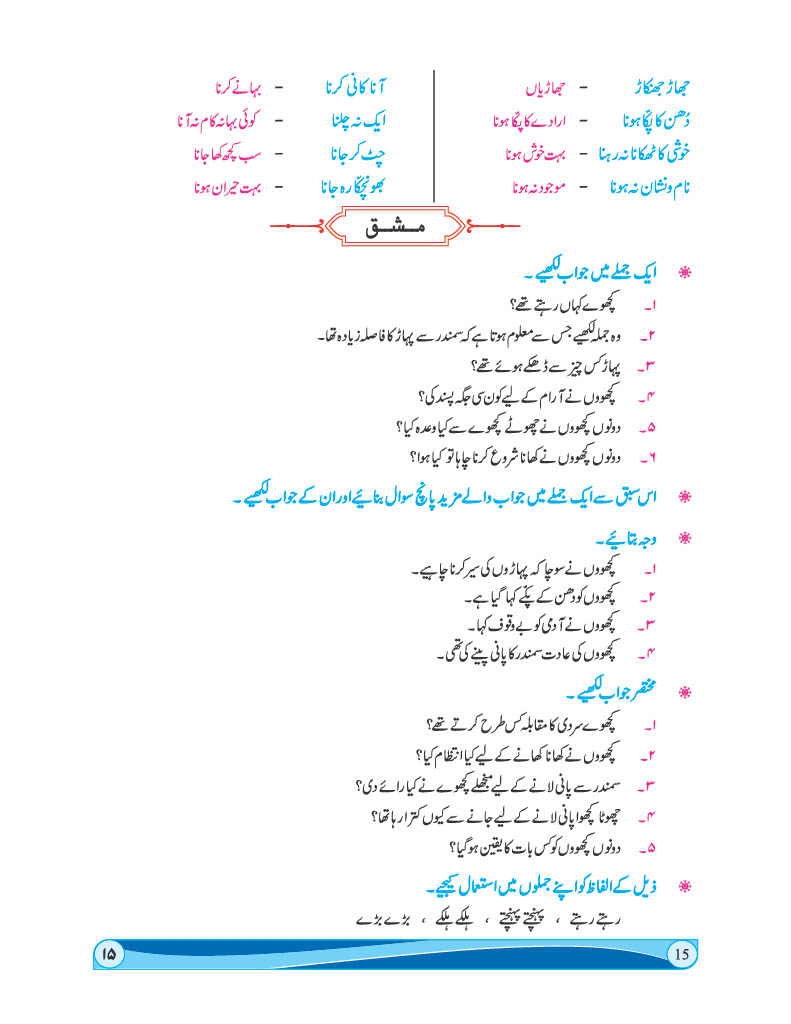 جھاڑ جھنکاڑ - جھاڑیاں
دُھن کا پکّا ہونا - ارادے کا پکّا ہونا
خوشی کا ٹھکانا نہ رہنا - بہت خوش ہونا
نام و نشان نہ ہونا - موجود نہ ہونا
آنا کانی کرنا - بہانے کرنا
ایک نہ چلنا - کوئی بہانہ کام نہ آنا
چٹ کر جانا - سب کچھ کھا جانا
بھونچکّا رہ جانا - بہت حیران ہونا
مشق
ایک جملے میں جواب لکھیے۔
۱۔ کچھوے کہاں رہتے تھے؟
۲۔ وہ جملہ لکھیے جس سے معلوم ہوتا ہے کہ سمندر سے پہاڑ کا فاصلہ زیادہ تھا۔
۳۔ پہاڑ کس چیز سے ڈھکے ہوئے تھے؟
۴۔ کچھووں نے آرام کے لیے کون سی جگہ پسند کی؟
۵۔ دونوں کچھووں نے چھوٹے کچھوے سے کیا وعدہ کیا؟
۶۔ دونوں کچھووں نے کھانا شروع کرنا چاہا تو کیا ہوا؟
اس سبق سے ایک جملے میں جواب والے مزید پانچ سوال بنائیے اور ان کے جواب لکھیے۔
وجہ بتائیے۔
۱۔ کچھووں نے سوچا کہ پہاڑوں کی سیر کرنا چاہیے۔
۲۔ کچھووں کو دھن کے پکّے کہا گیا ہے۔
۳۔ کچھووں نے آدمی کو بے وقوف کہا۔
۴۔ کچھووں کی عادت سمندر کا پانی پینے کی تھی۔
مختصر جواب لکھیے۔
۱۔ کچھوے سردی کا مقابلہ کس طرح کرتے تھے؟
۲۔ کچھووں نے کھانا کھانے کے لیے کیا انتظام کیا؟
۳۔ سمندر سے پانی لانے کے لیے منجھلے کچھوے نے کیا رائے دی؟
۴۔ چھوٹا کچھوا پانی لانے کے لیے جانے سے کیوں کترا رہا تھا؟
۵۔ دونوں کچھووں کو کس بات کا یقین ہو گیا؟
ذیل کے الفاظ کو اپنے جملوں میں استعمال کیجیے۔
رہتے رہتے ، پہنچتے پہنچتے ، ہلکے ہلکے ، بڑے بڑے
15 ۱۵